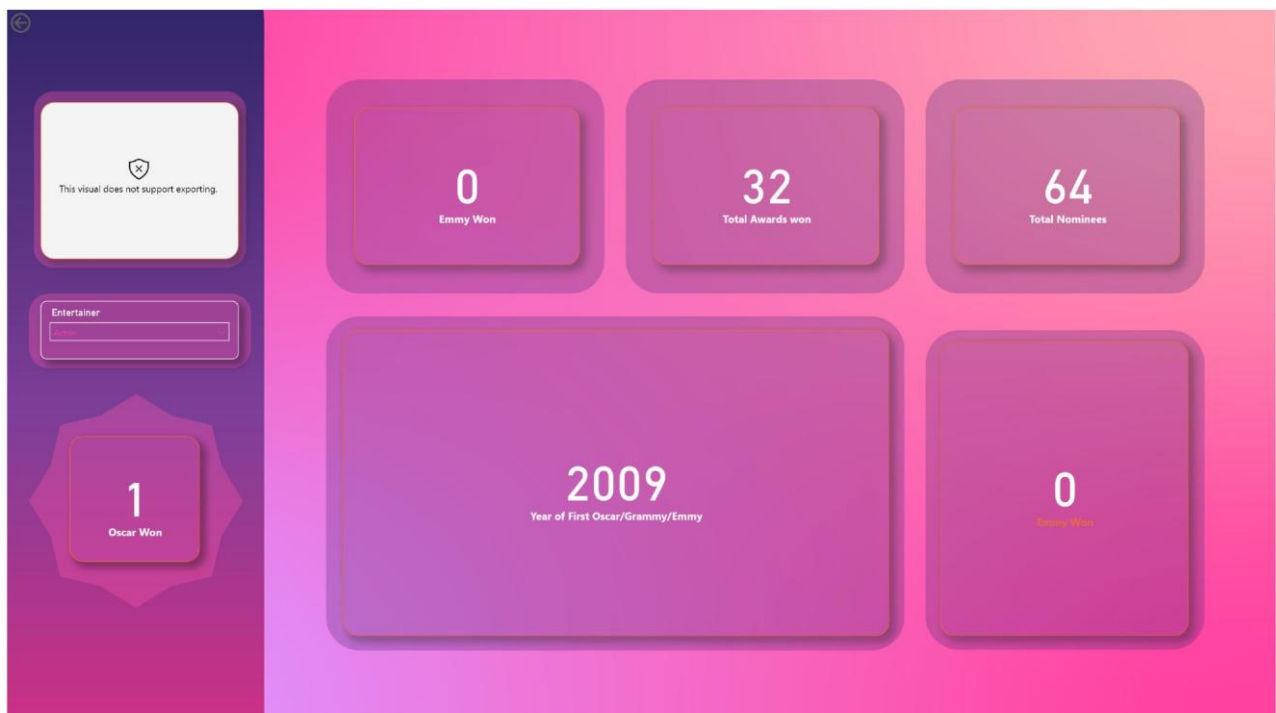 This visual does not support exporting.
Entertainer
Adele
1
Oscar Won
0
Emmy Won
32
Total Awards won
64
Total Nominees
2009
Year of First Oscar/Grammy/Emmy
0
Emmy Won